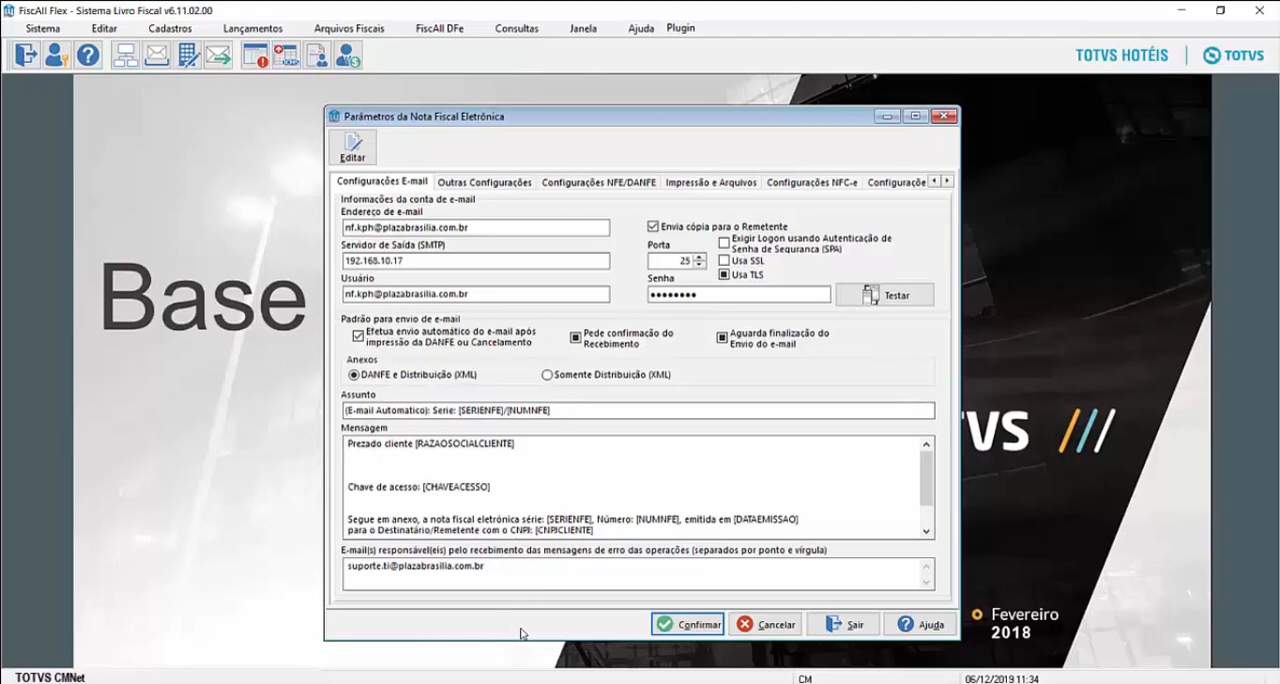 FiscAll Flex - Sistema Livro Fiscal v6.11.02.00
Sistema Editar Cadastros Lançamentos Arquivos Fiscais FiscAll DFe Consultas Janela Ajuda Plugin
TOTVS HOTÉIS TOTVS
Base
Parâmetros da Nota Fiscal Eletrônica
Editar
Configurações E-mail Outras Configurações Configurações NFE/DANFE Impressão e Arquivos Configurações NFC-e Configuraçõe
Informações da conta de e-mail
Endereço de e-mail
nf.kph@plazabrasilia.com.br
Envia cópia para o Remetente
Servidor de Saída (SMTP)
192.168.10.17
Porta
25
Exigir Logon usando Autenticação de
Senha de Segurança (SPA)
Usa SSL
Usa TLS
Usuário
nf.kph@plazabrasilia.com.br
Senha
••••••••
Testar
Padrão para envio de e-mail
Efetua envio automático do e-mail após
impressão da DANFE ou Cancelamento
Pede confirmação do
Recebimento
Aguarda finalização do
Envio do e-mail
Anexos
DANFE e Distribuição (XML) Somente Distribuição (XML)
Assunto
(E-mail Automatico): Serie: [SERIENFE]/[NUMNFE]
Mensagem
Prezado cliente [RAZAOSOCIALCLIENTE]
Chave de acesso: [CHAVEACESSO]
Segue em anexo, a nota fiscal eletrónica série: [SERIENFE], Número: [NUMNFE], emitida em [DATAEMISSAO]
para o Destinatário/Remetente com o CNPJ: [CNPJCLIENTE]
E-mail(s) responsável(eis) pelo recebimento das mensagens de erro das operações (separados por ponto e vírgula)
suporte.ti@plazabrasilia.com.br
Confirmar Cancelar Sair Ajuda
TVS
Fevereiro
2018
TOTVS CMNet CM 06/12/2019 11:34